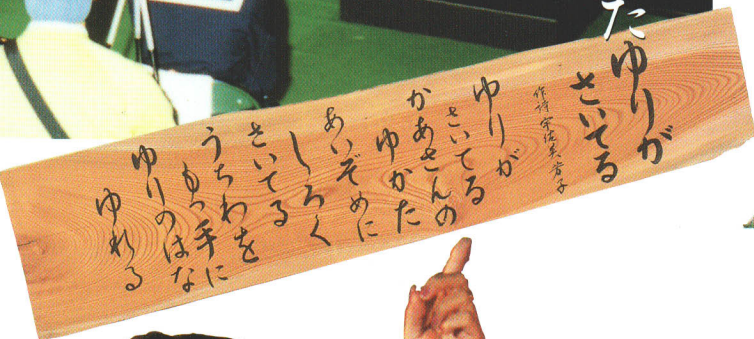 た
ゆりが
さいてる
ゆりが
さいてる
かあさんの
ゆかた
あいぞめに
しろく
さいてる
うちわを
もつ手に
ゆりのはな
ゆれる